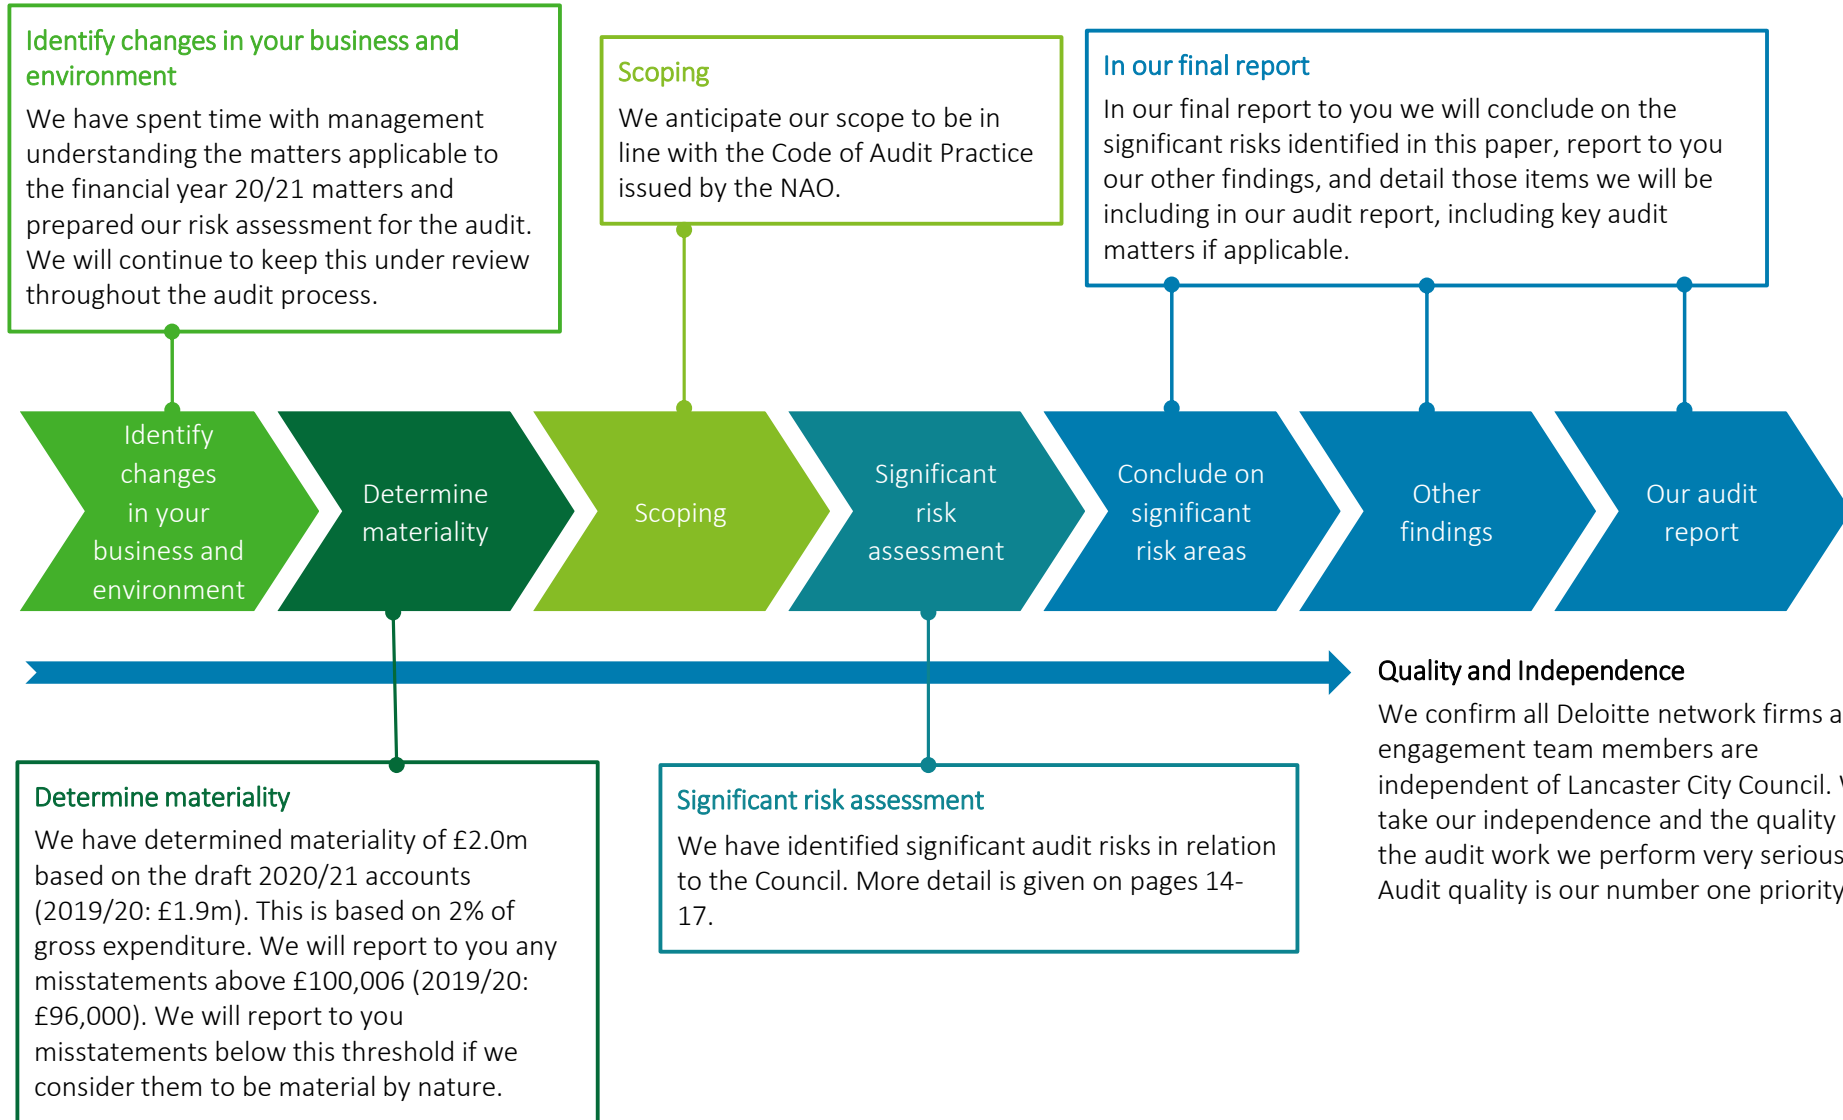 Identify changes in your business and
environment
We have spent time with management
understanding the matters applicable to
the financial year 20/21 matters and
prepared our risk assessment for the audit.
We will continue to keep this under review
throughout the audit process.
Scoping
We anticipate our scope to be in
line with the Code of Audit Practice
issued by the NAO.
In our final report
In our final report to you we will conclude on the
significant risks identified in this paper, report to you
our other findings, and detail those items we will be
including in our audit report, including key audit
matters if applicable.
Identify
changes
in your
business and
environment
Determine
materiality
Scoping
Significant
risk
assessment
Conclude on
significant
risk areas
Other
findings
Our audit
report
Determine materiality
We have determined materiality of £2.0m
based on the draft 2020/21 accounts
(2019/20: £1.9m). This is based on 2% of
gross expenditure. We will report to you any
misstatements above £100,006 (2019/20:
£96,000). We will report to you
misstatements below this threshold if we
consider them to be material by nature.
Significant risk assessment
We have identified significant audit risks in relation
to the Council. More detail is given on pages 14-
17.
Quality and Independence
We confirm all Deloitte network firms
engagement team members are
independent of Lancaster City Council.
take our independence and the quality
the audit work we perform very
Audit quality is our number one priority